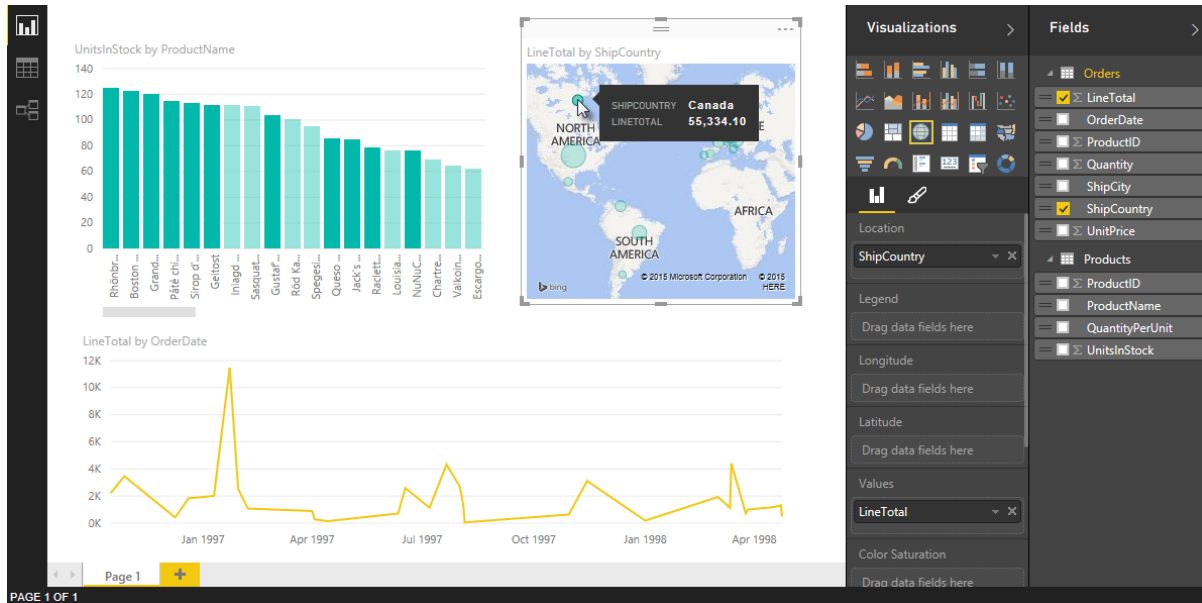 UnitsInStock by ProductName
140
120
100
80
60
40
20
0
Rhönbr...
Boston ...
Grand...
Pâté chi...
Sirop d'...
Geitost
Inlagd ...
Sasquat...
Gustaf'...
Röd Ka...
Spegesi...
Queso ...
Jack's ...
Raclett...
Louisia...
NuNuC...
Chartre...
Vaikoin...
Escargo...
LineTotal by ShipCountry
SHIPCOUNTRY Canada
LINETOTAL 55,334.10
NORTH
AMERICA
E
AFRICA
SOUTH
AMERICA
bing
© 2015 Microsoft Corporation © 2015
HERE
LineTotal by OrderDate
12K
10K
8K
6K
4K
2K
0K
Jan 1997 Apr 1997 Jul 1997 Oct 1997 Jan 1998 Apr 1998
Page 1 +
PAGE 1 OF 1
Visualizations
123
Location
ShipCountry
Legend
Drag data fields here
Longitude
Drag data fields here
Latitude
Drag data fields here
Values
LineTotal
Color Saturation
Drag data fields here
Fields
Orders
Σ LineTotal
OrderDate
Σ ProductID
Σ Quantity
ShipCity
ShipCountry
Σ UnitPrice
Products
Σ ProductID
ProductName
QuantityPerUnit
Σ UnitsInStock